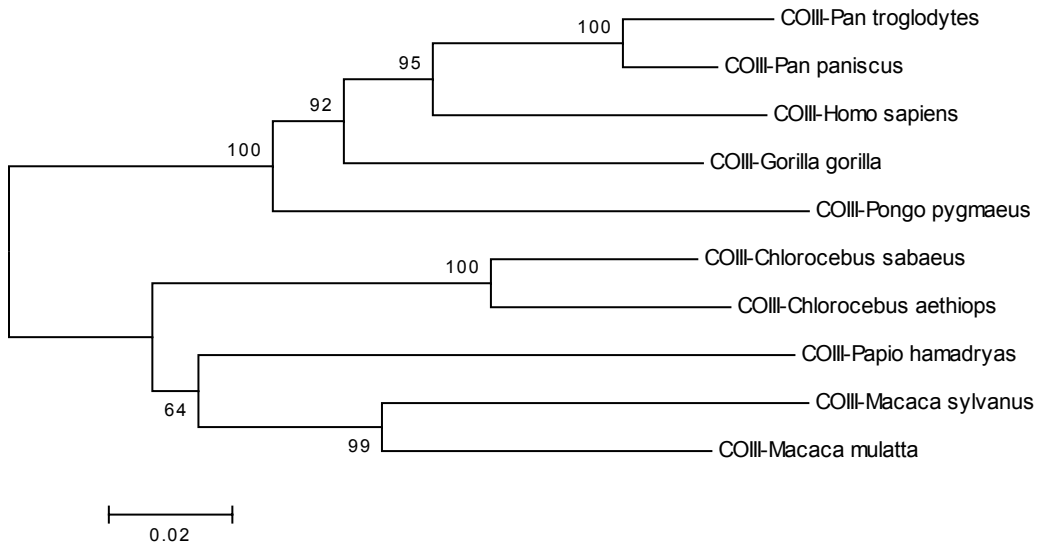 COIII-Pan troglodytes
100
COIII-Pan paniscus
95
COIII-Homo sapiens
92
COIII-Gorilla gorilla
100
COIII-Pongo pygmaeus
COIII-Chlorocebus sabaeus
100
COIII-Chlorocebus aethiops
COIII-Papio hamadryas
64
COIII-Macaca sylvanus
99
COIII-Macaca mulatta
0.02